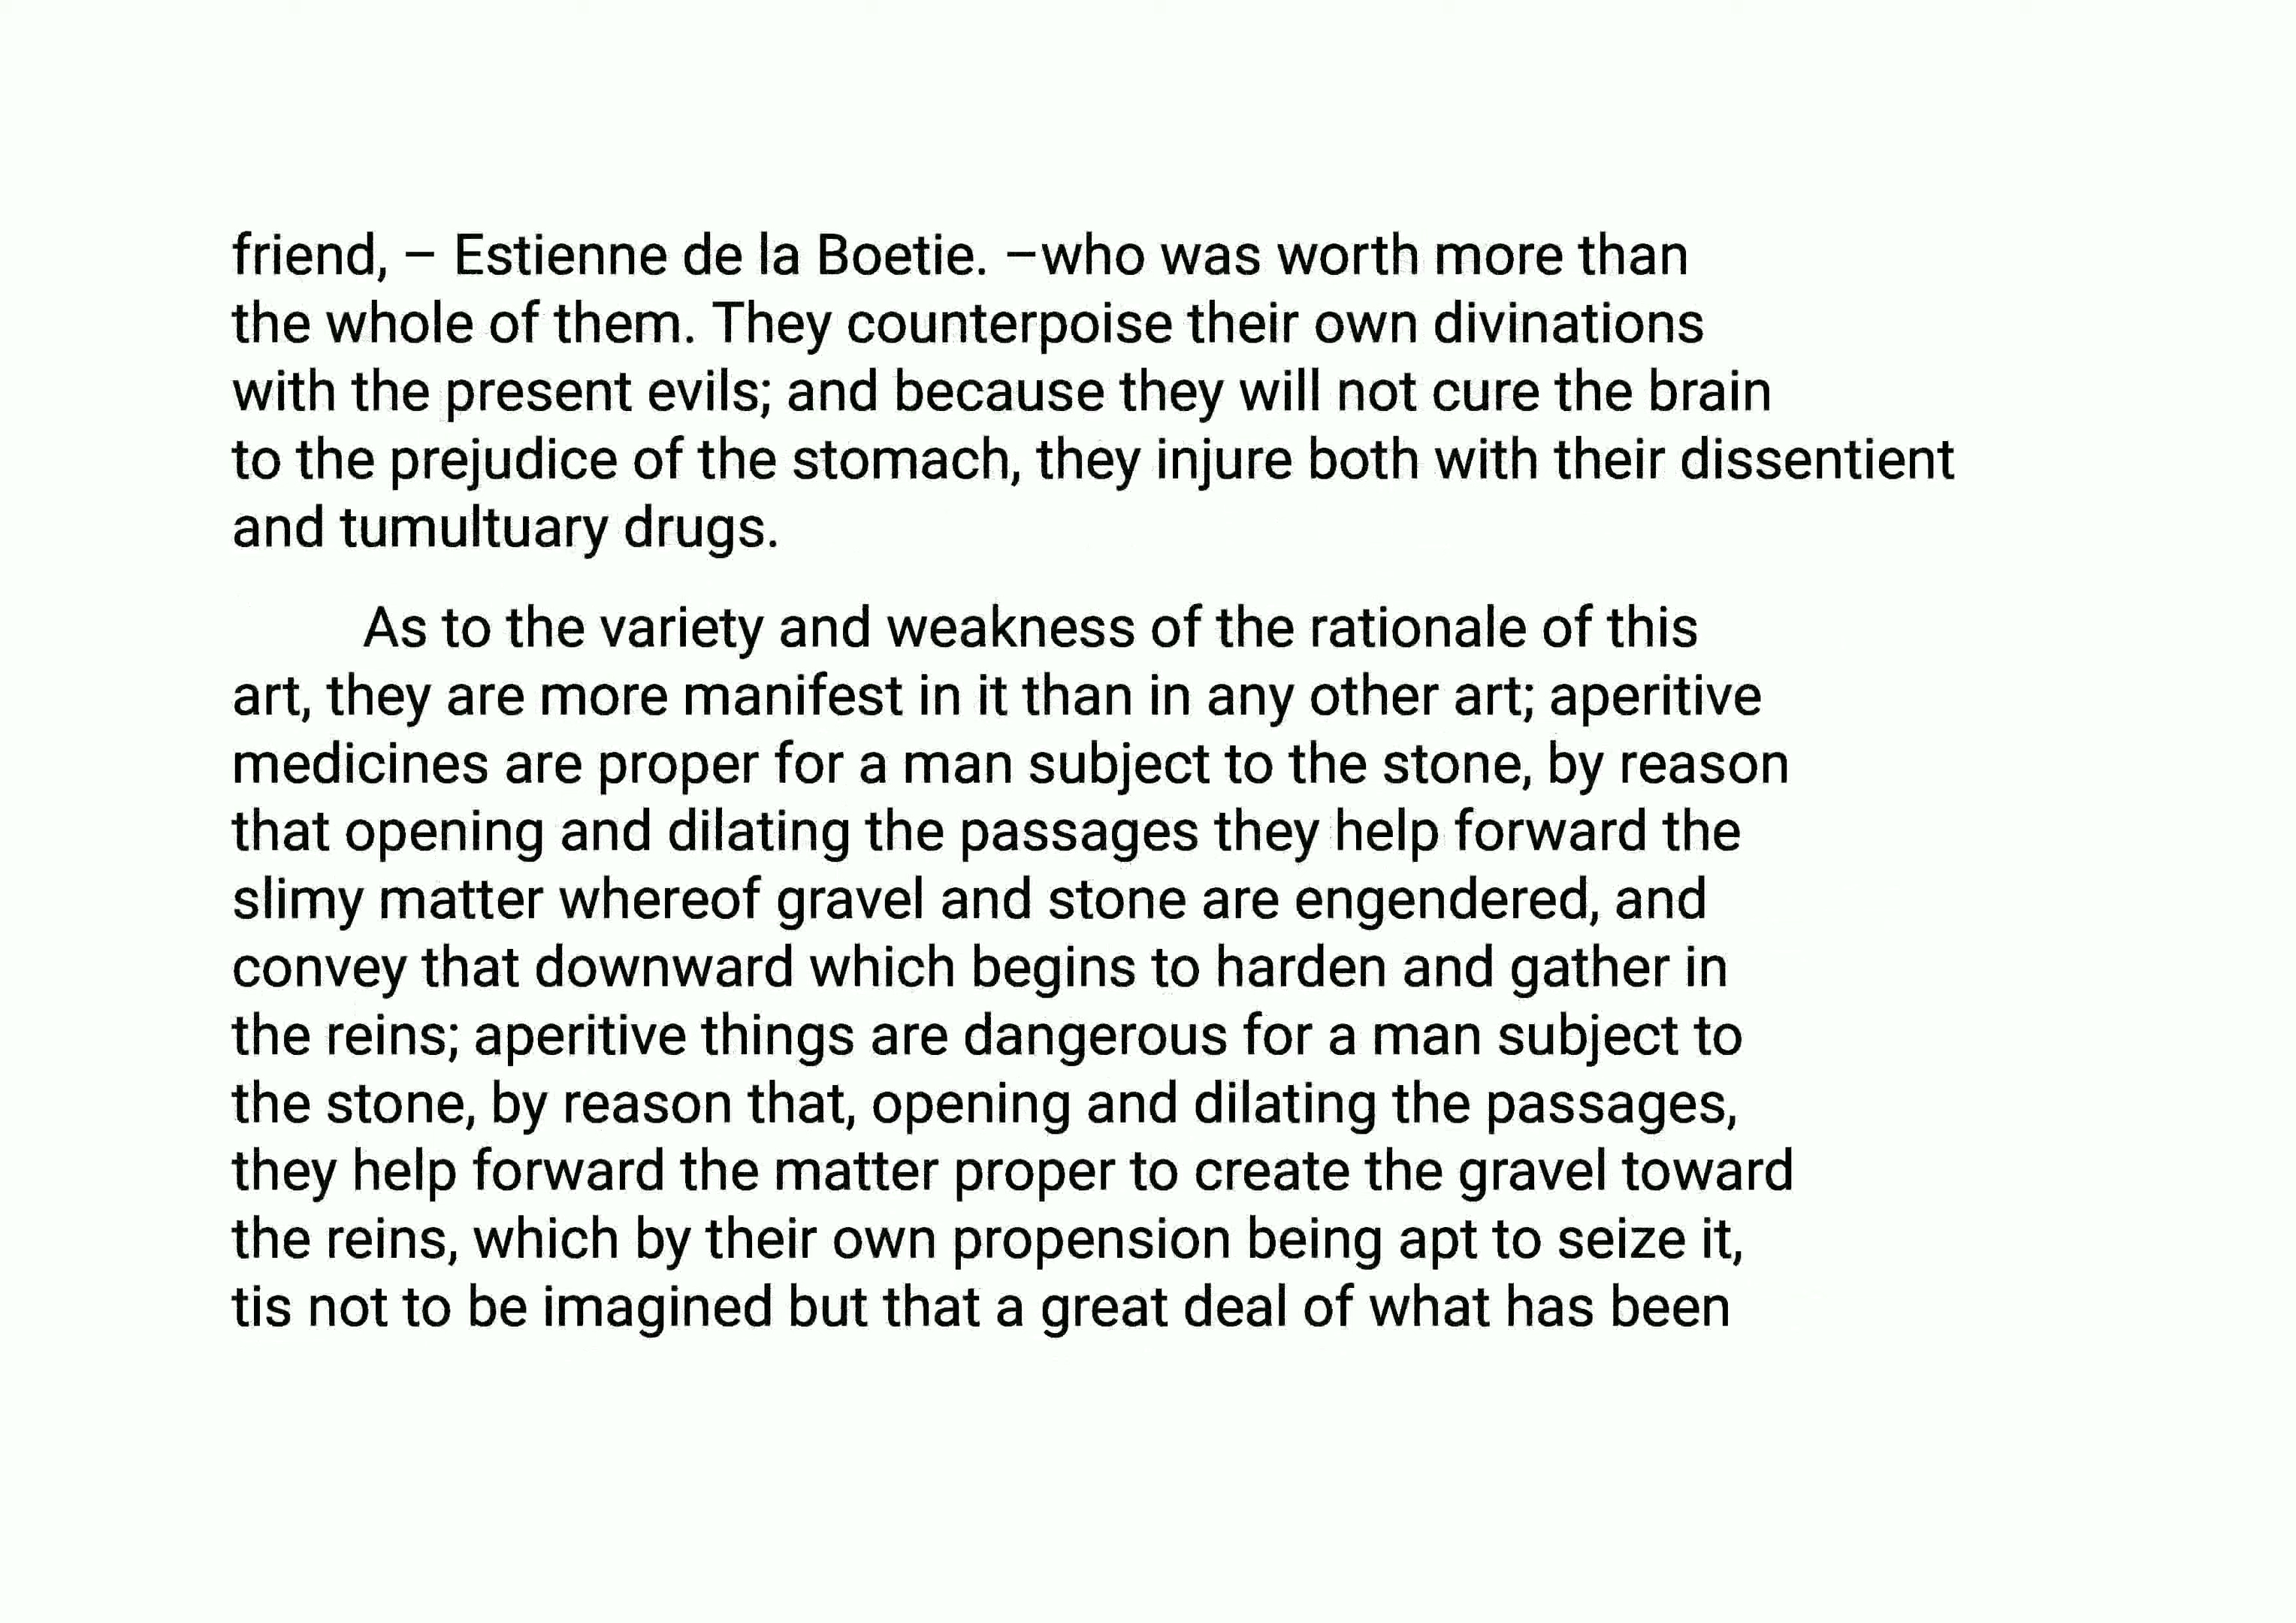 friend, – Estienne de la Boetie. –who was worth more than
the whole of them. They counterpoise their own divinations
with the present evils; and because they will not cure the brain
to the prejudice of the stomach, they injure both with their dissentient
and tumultuary drugs.
As to the variety and weakness of the rationale of this
art, they are more manifest in it than in any other art; aperitive
medicines are proper for a man subject to the stone, by reason
that opening and dilating the passages they help forward the
slimy matter whereof gravel and stone are engendered, and
convey that downward which begins to harden and gather in
the reins; aperitive things are dangerous for a man subject to
the stone, by reason that, opening and dilating the passages,
they help forward the matter proper to create the gravel toward
the reins, which by their own propension being apt to seize it,
tis not to be imagined but that a great deal of what has been